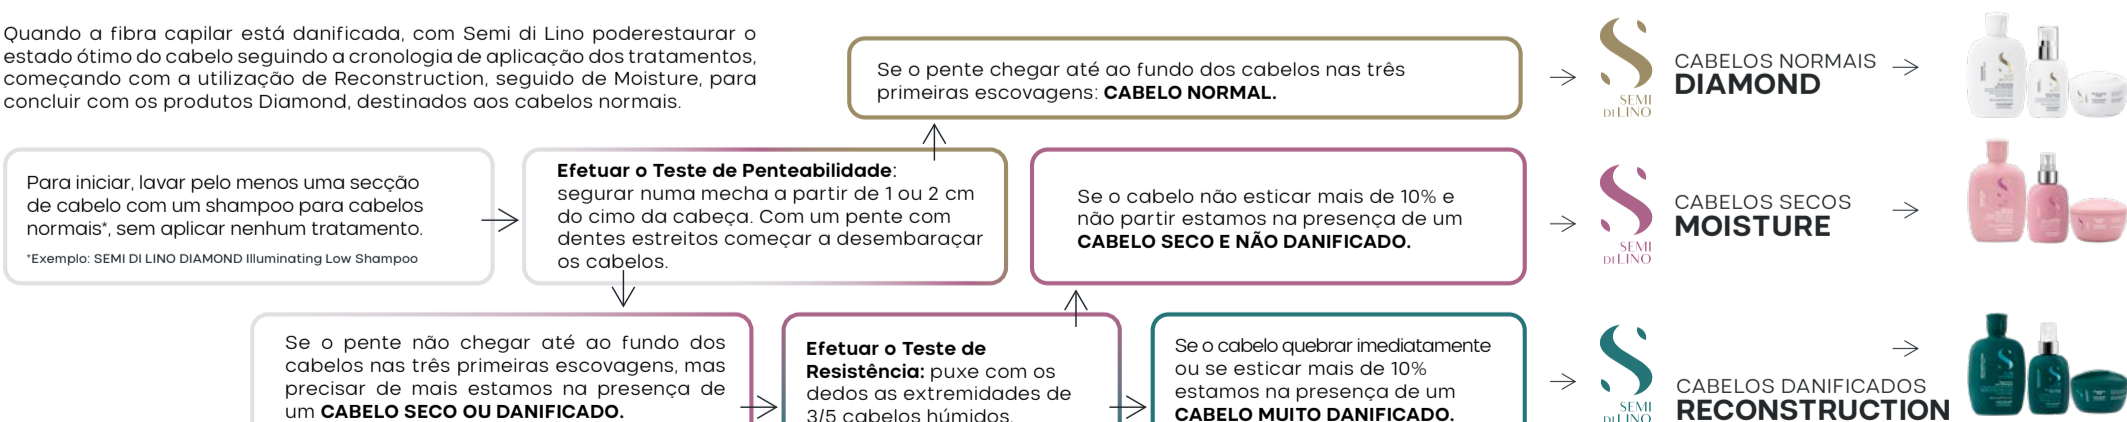 Quando a fibra capilar está danificada, com Semi di Lino poderestaurar o
estado ótimo do cabelo seguindo a cronologia de aplicação dos tratamentos,
começando com a utilização de Reconstruction, seguido de Moisture, para
concluir com os produtos Diamond, destinados aos cabelos normais.
Se o pente chegar até ao fundo dos cabelos nas três
primeiras escovagens: CABELO NORMAL.
SEMI
DI LINO
CABELOS NORMAIS
DIAMOND
Para iniciar, lavar pelo menos uma secção
de cabelo com um shampoo para cabelos
normais*, sem aplicar nenhum tratamento.
*Exemplo: SEMI DI LINO DIAMOND Illuminating Low Shampoo
Efetuar o Teste de Penteabilidade:
segurar numa mecha a partir de 1 ou 2 cm
do cimo da cabeça. Com um pente com
dentes estreitos começar a desembaraçar
os cabelos.
Se o cabelo não esticar mais de 10% e
não partir estamos na presença de um
CABELO SECO E NÃO DANIFICADO.
SEMI
DI LINO
CABELOS SECOS
MOISTURE
Se o pente não chegar até ao fundo dos
cabelos nas três primeiras escovagens, mas
precisar de mais estamos na presença de
um CABELO SECO OU DANIFICADO.
Efetuar o Teste de
Resistência: puxe com os
dedos as extremidades de
3/5 cabelos húmidos.
Se o cabelo quebrar imediatamente
ou se esticar mais de 10%
estamos na presença de um
CABELO MUITO DANIFICADO.
SEMI
DI LINO
CABELOS DANIFICADOS
RECONSTRUCTION